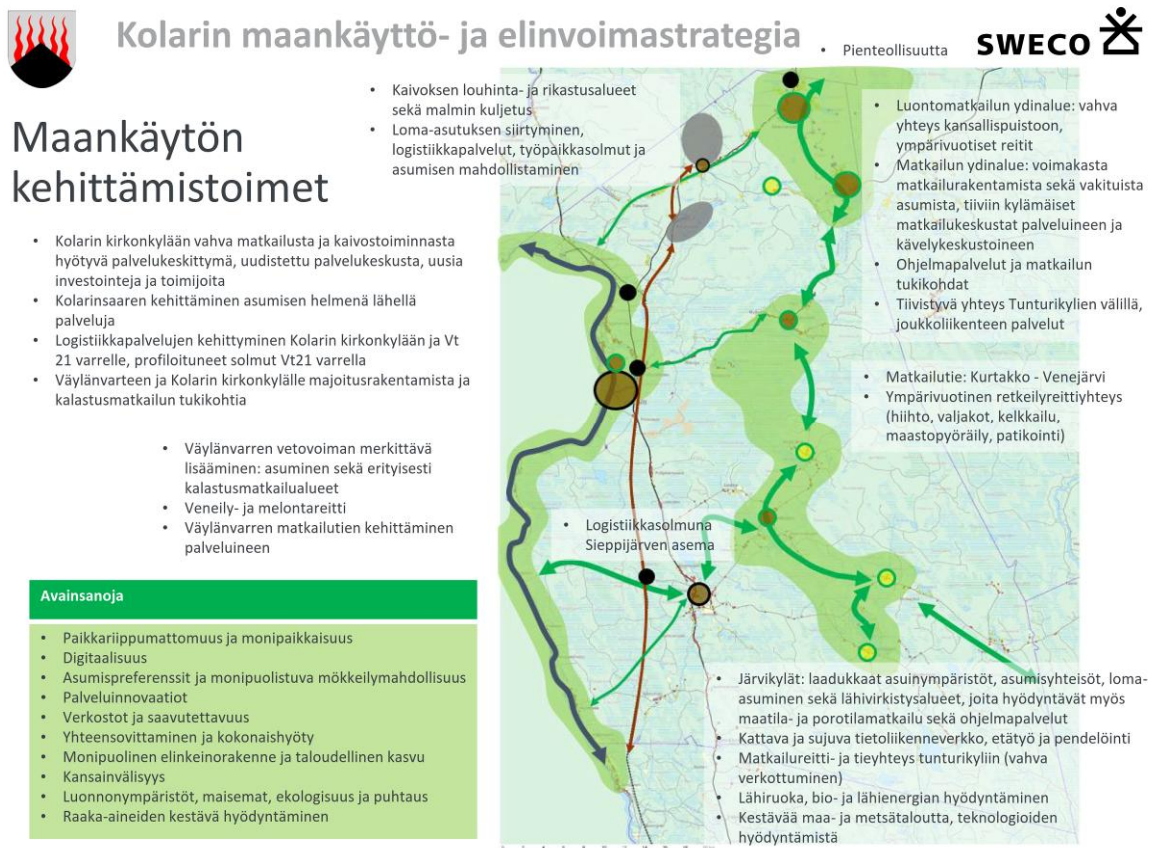 Kolarin maankäyttö- ja elinvoimastrategia
SWECO
• Pienteollisuutta
Maankäytön
kehittämistoimet
• Kaivoksen louhinta- ja rikastusalueet
sekä malmin kuljetus
• Loma-asutuksen siirtyminen,
logistiikkapalvelut, työpaikkasolmut ja
asumisen mahdollistaminen
• Luontomatkailun ydinalue: vahva
yhteys kansallispuistoon,
ympärivuotiset reitit
• Matkailun ydinalue: voimakasta
matkailurakentamista sekä vakituista
asumista, tiiviin kylämäiset
matkailukeskustat palveluineen ja
kävelykeskustoineen
• Ohjelmapalvelut ja matkailun
tukikohdat
• Tiivistyvä yhteys Tunturikylien välillä,
joukkoliikenteen palvelut
• Kolarin kirkonkylään vahva matkailusta ja kaivostoiminnasta
hyötyvä palvelukeskittymä, uudistettu palvelukeskusta, uusia
investointeja ja toimijoita
• Kolarinsaaren kehittäminen asumisen helmenä lähellä
palveluja
• Logistiikkapalvelujen kehittyminen Kolarin kirkonkylään ja Vt
21 varrelle, profiloituneet solmut Vt21 varrella
• Väylänvarteen ja Kolarin kirkonkylälle majoitusrakentamista ja
kalastusmatkailun tukikohtia
• Matkailutie: Kurtakko - Venejärvi
• Ympärivuotinen retkeilyreittiyhteys
(hiihto, valjakot, kelkkailu,
maastopyöräily, patikointi)
• Väylänvarren vetovoiman merkittävä
lisääminen: asuminen sekä erityisesti
kalastusmatkailualueet
• Veneily- ja melontareitti
• Väylänvarren matkailutien kehittäminen
palveluineen
• Logistiikkasolmuna
Sieppijärven asema
Avainsanoja
• Paikkariippumattomuus ja monipaikkaisuus
• Digitaalisuus
• Asumispreferenssit ja monipuolistuva mökkeilymahdollisuus
• Palveluinnovaatiot
• Verkostot ja saavutettavuus
• Yhteensovittaminen ja kokonaishyöty
• Monipuolinen elinkeinorakenne ja taloudellinen kasvu
• Kansainvälisyys
• Luonnonympäristöt, maisemat, ekologisuus ja puhtaus
• Raaka-aineiden kestävä hyödyntäminen
• Järvikylät: laadukkaat asuinympäristöt, asumisyhteisöt, loma-
asuminen sekä lähivirkistysalueet, joita hyödyntävät myös
maatila- ja porotilamatkailu sekä ohjelmapalvelut
• Kattava ja sujuva tietoliikenneverkko, etätyö ja pendelöinti
• Matkailureitti- ja tieyhteys tunturikyliin (vahva
verkottuminen)
• Lähiruoka, bio- ja lähienergian hyödyntäminen
• Kestävää maa- ja metsätaloutta, teknologioiden
hyödyntämistä